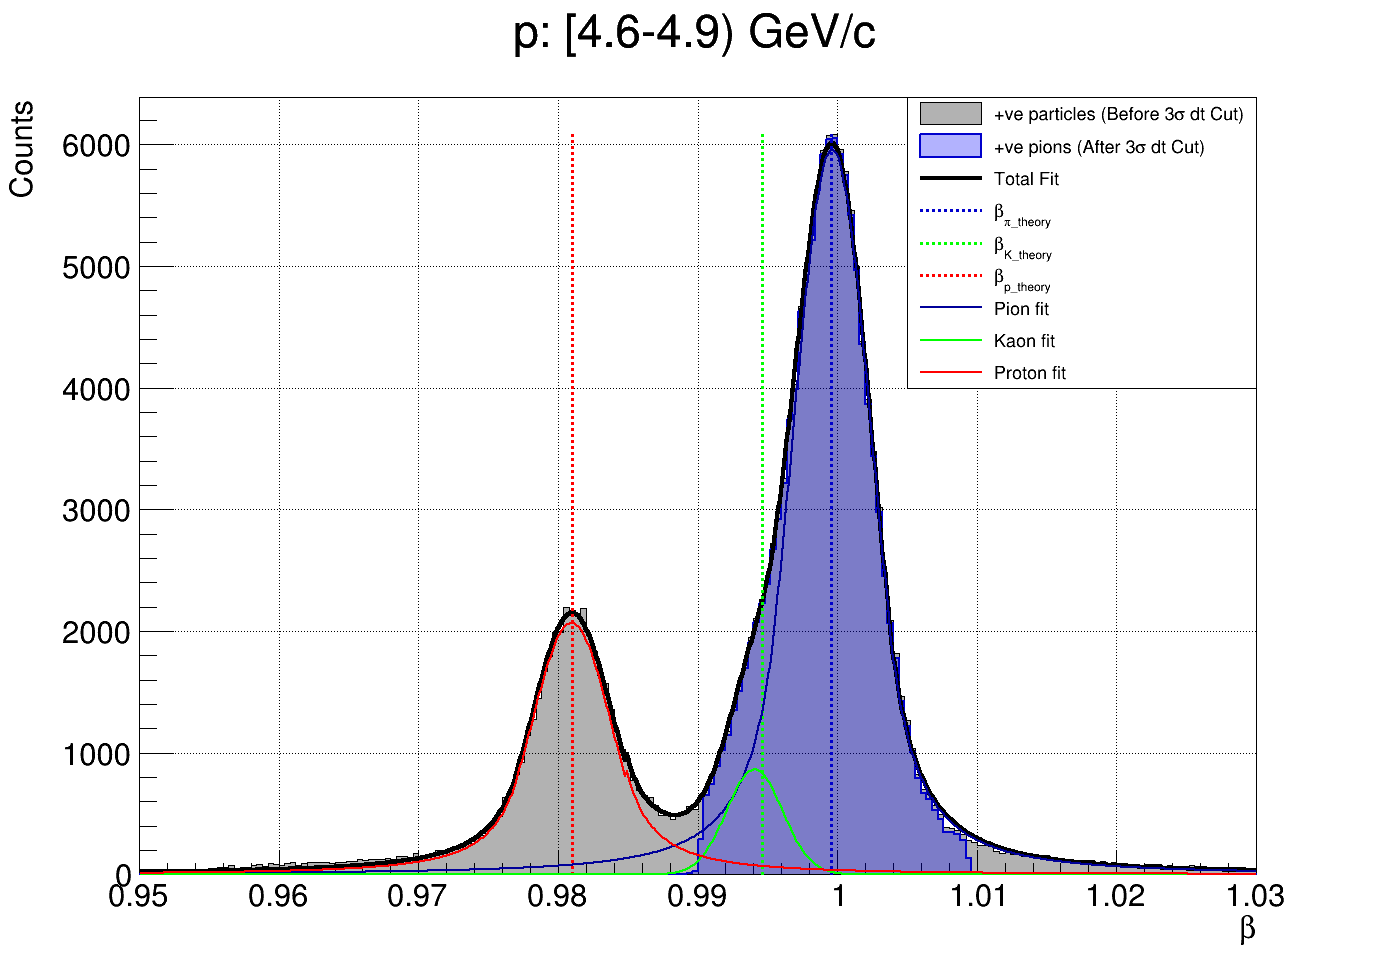 p: [4.6-4.9) GeV/c
Counts
6000
5000
4000
3000
2000
1000
0
0.95
0.96
0.97
0.98
0.99
1
1.01
1.02
1.03
β
+ve particles (Before 3σ dt Cut)
+ve pions (After 3σ dt Cut)
Total Fit
βπ_theory
βK_theory
βp_theory
Pion fit
Kaon fit
Proton fit